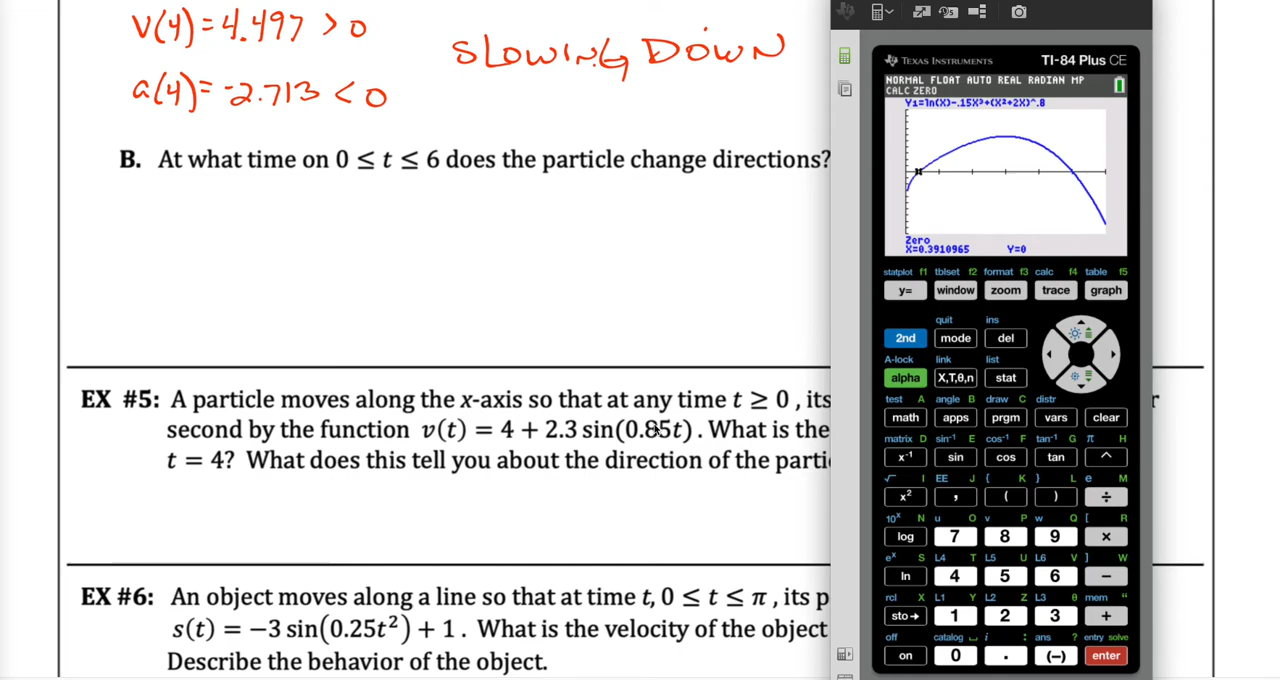 v(4)=4.497 > 0
SLOWING DOWN
a(4)=-2.713 < 0
B. At what time on 0 ≤ t ≤ 6 does the particle change directions?
EX #5: A particle moves along the x-axis so that at any time t ≥ 0 , its
second by the function v(t) = 4 + 2.3 sin(0.85t) . What is the
t = 4? What does this tell you about the direction of the parti
EX #6: An object moves along a line so that at time t, 0 ≤ t ≤ π , its p
s(t) = −3 sin(0.25t²) + 1 . What is the velocity of the object
Describe the behavior of the object.
TEXAS INSTRUMENTS TI-84 Plus CE
NORMAL FLOAT AUTO REAL RADIAN MP
CALC ZERO
Y1=ln(X)-.15X³+(X²+2X)^.8
Zero
X=0.3910965 Y=0
statplot f1 tblset f2 format f3 calc f4 table f5
y= window zoom trace graph
quit ins
2nd mode del
A-lock link list
alpha X,T,θ,n stat
test A angle B draw C distr
math apps prgm vars clear
matrix D sin⁻¹ E cos⁻¹ F tan⁻¹ G π H
x⁻¹ sin cos tan ^
√ I EE J { K } L e M
x² , ( ) ÷
10ˣ N u O v P w Q [ R
log 7 8 9 ×
eˣ S L4 T L5 U L6 V ] W
ln 4 5 6 −
rcl X L1 Y L2 Z L3 θ mem "
sto→ 1 2 3 +
off catalog i : ans ? entry solve
on 0 . (−) enter